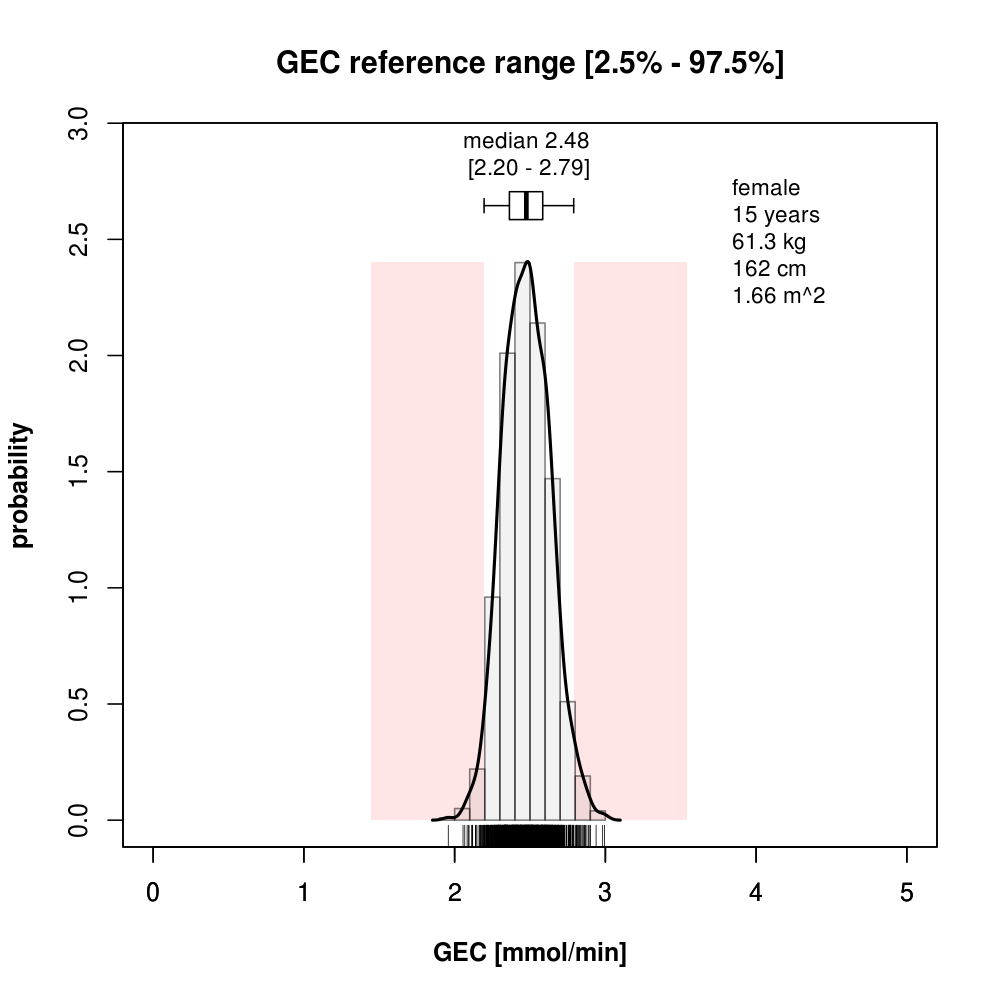 GEC reference range [2.5% - 97.5%]
median 2.48
[2.20 - 2.79]
female
15 years
61.3 kg
162 cm
1.66 m^2
probability
3.0
2.5
2.0
1.5
1.0
0.5
0.0
0 1 2 3 4 5
GEC [mmol/min]